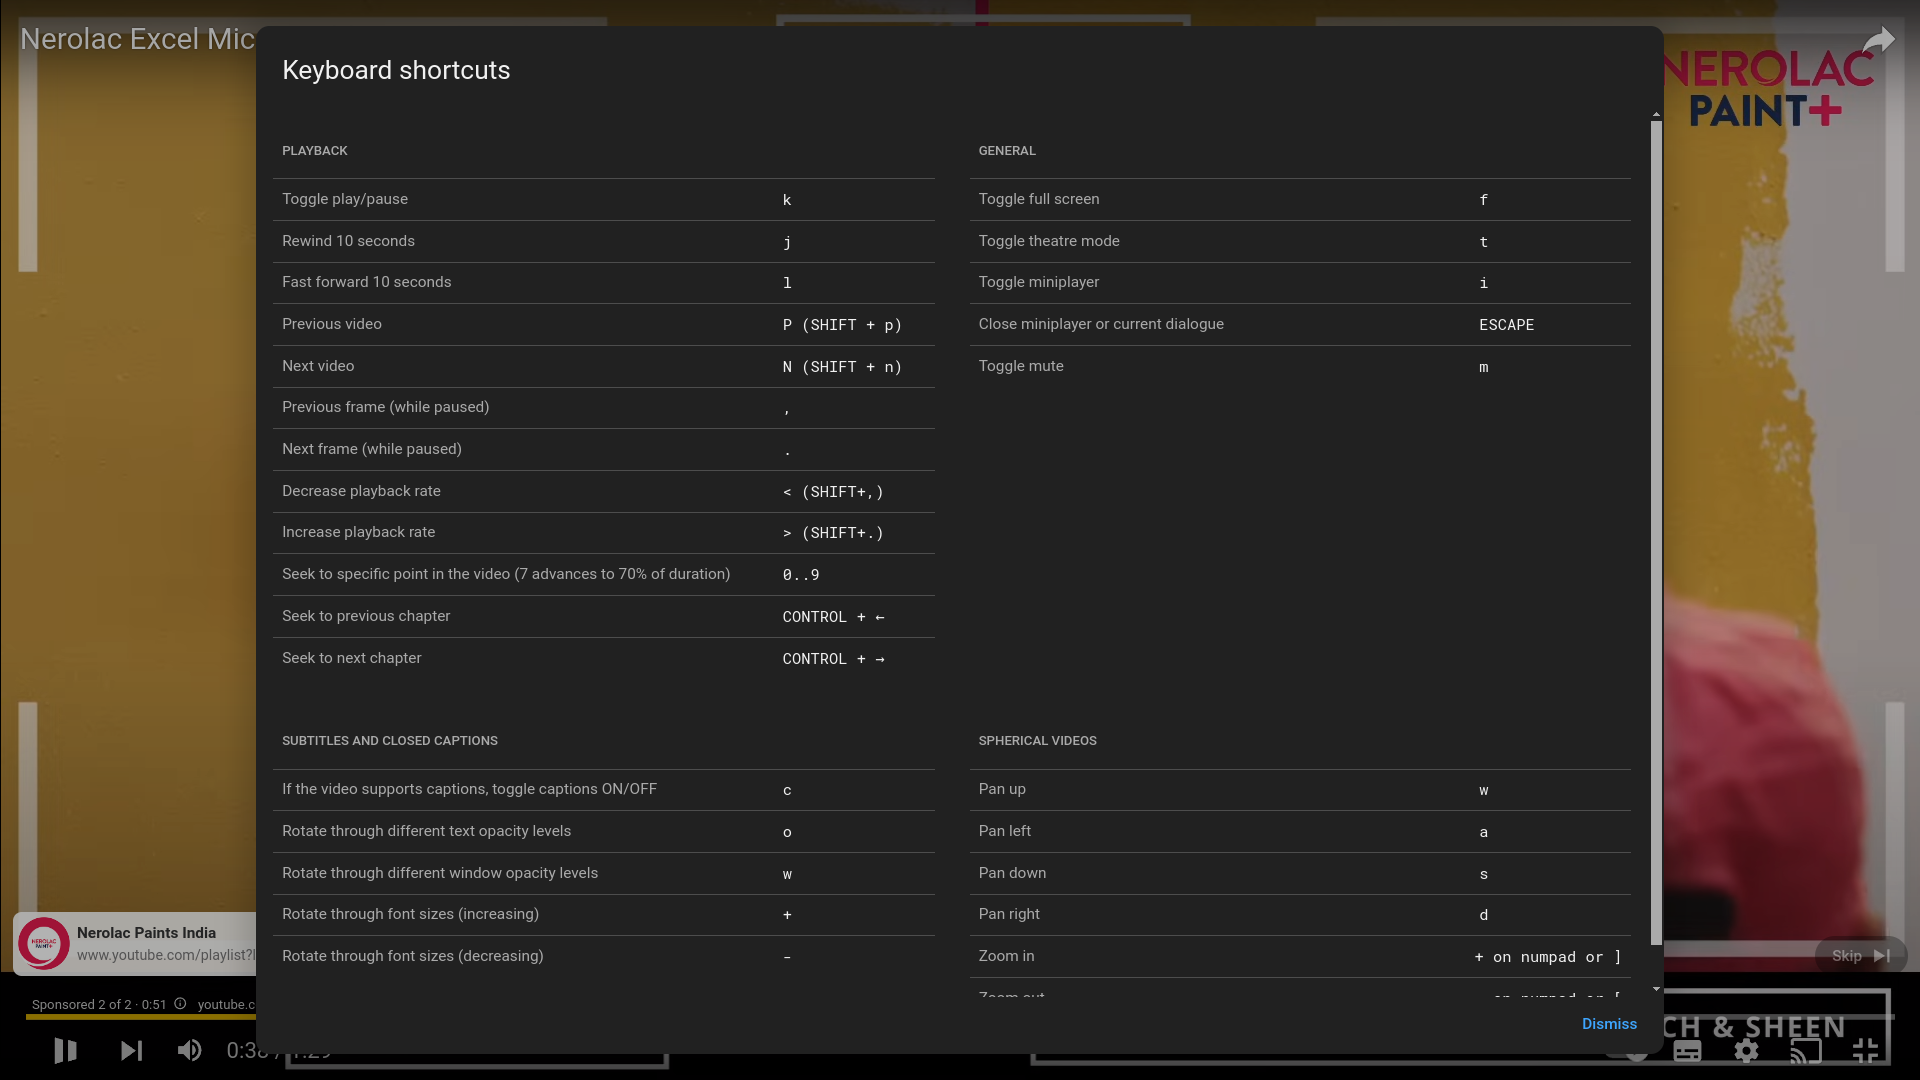 Nerolac Excel Mic
Keyboard shortcuts
NEROLAC
PAINT+
PLAYBACK
Toggle play/pause k
Rewind 10 seconds j
Fast forward 10 seconds l
Previous video P (SHIFT + p)
Next video N (SHIFT + n)
Previous frame (while paused) ,
Next frame (while paused) .
Decrease playback rate < (SHIFT+,)
Increase playback rate > (SHIFT+.)
Seek to specific point in the video (7 advances to 70% of duration) 0..9
Seek to previous chapter CONTROL + ←
Seek to next chapter CONTROL + →
GENERAL
Toggle full screen f
Toggle theatre mode t
Toggle miniplayer i
Close miniplayer or current dialogue ESCAPE
Toggle mute m
SUBTITLES AND CLOSED CAPTIONS
If the video supports captions, toggle captions ON/OFF c
Rotate through different text opacity levels o
Rotate through different window opacity levels w
Rotate through font sizes (increasing) +
Rotate through font sizes (decreasing) -
SPHERICAL VIDEOS
Pan up w
Pan left a
Pan down s
Pan right d
Zoom in + on numpad or ]
Zoom out on numpad or [
Dismiss
NEROLAC
PAINT+
Nerolac Paints India
www.youtube.com/playlist?l
Skip
Sponsored 2 of 2 · 0:51 youtube.c
0:38 / 1:29
CH & SHEEN